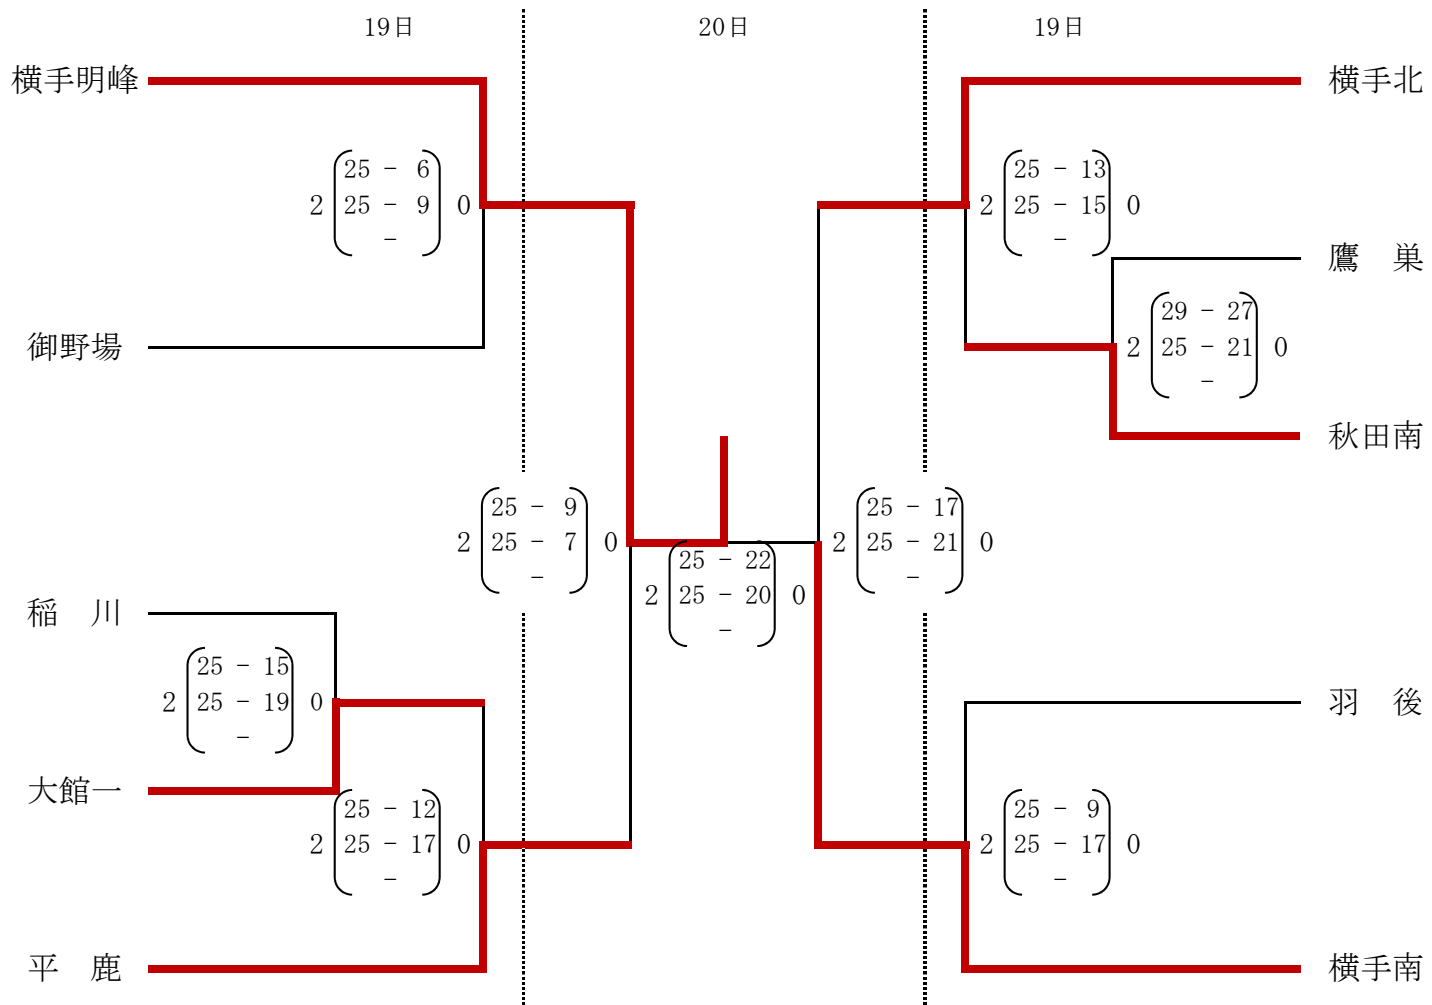 19日 20日 19日
横手明峰 横手北
25 - 6 25 - 13
2 25 - 9 0 2 25 - 15 0
- -
鷹 巣
29 - 27
御野場 2 25 - 21 0
-
秋田南
25 - 9 25 - 17
2 25 - 7 0 2 25 - 21 0
- -
25 - 22
2 25 - 20 0
-
稲 川
25 - 15
2 25 - 19 0 羽 後
-
大館一
25 - 12 25 - 9
2 25 - 17 0 2 25 - 17 0
- -
平 鹿 横手南